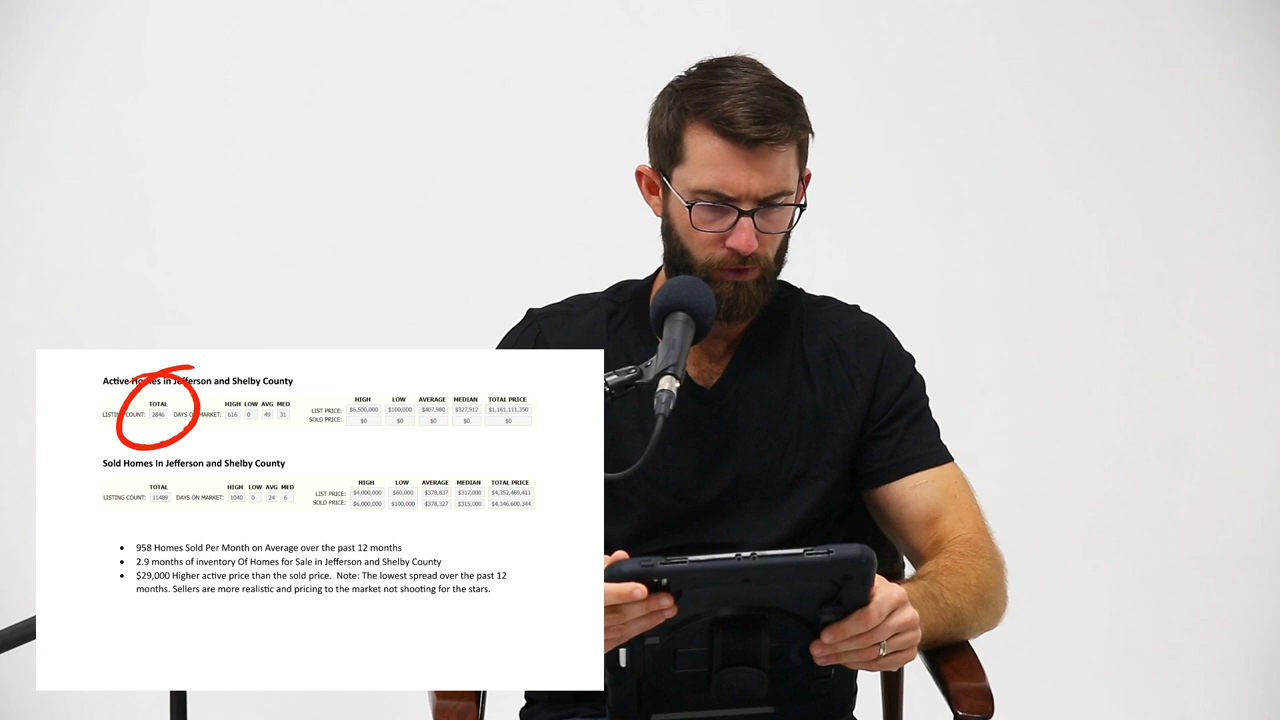 Active Homes in Jefferson and Shelby County
TOTAL HIGH LOW AVG MED HIGH LOW AVERAGE MEDIAN TOTAL PRICE
LISTING COUNT: 2846 DAYS ON MARKET: 616 0 49 31 LIST PRICE: $6,500,000 $100,000 $407,980 $327,912 $1,161,111,350
SOLD PRICE: $0 $0 $0 $0 $0
Sold Homes In Jefferson and Shelby County
TOTAL HIGH LOW AVG MED HIGH LOW AVERAGE MEDIAN TOTAL PRICE
LISTING COUNT: 11489 DAYS ON MARKET: 1040 0 24 6 LIST PRICE: $4,000,000 $60,000 $378,837 $317,000 $4,352,469,411
SOLD PRICE: $6,000,000 $100,000 $378,327 $315,000 $4,346,600,344
• 958 Homes Sold Per Month on Average over the past 12 months
• 2.9 months of inventory Of Homes for Sale in Jefferson and Shelby County
• $29,000 Higher active price than the sold price. Note: The lowest spread over the past 12
months. Sellers are more realistic and pricing to the market not shooting for the stars.